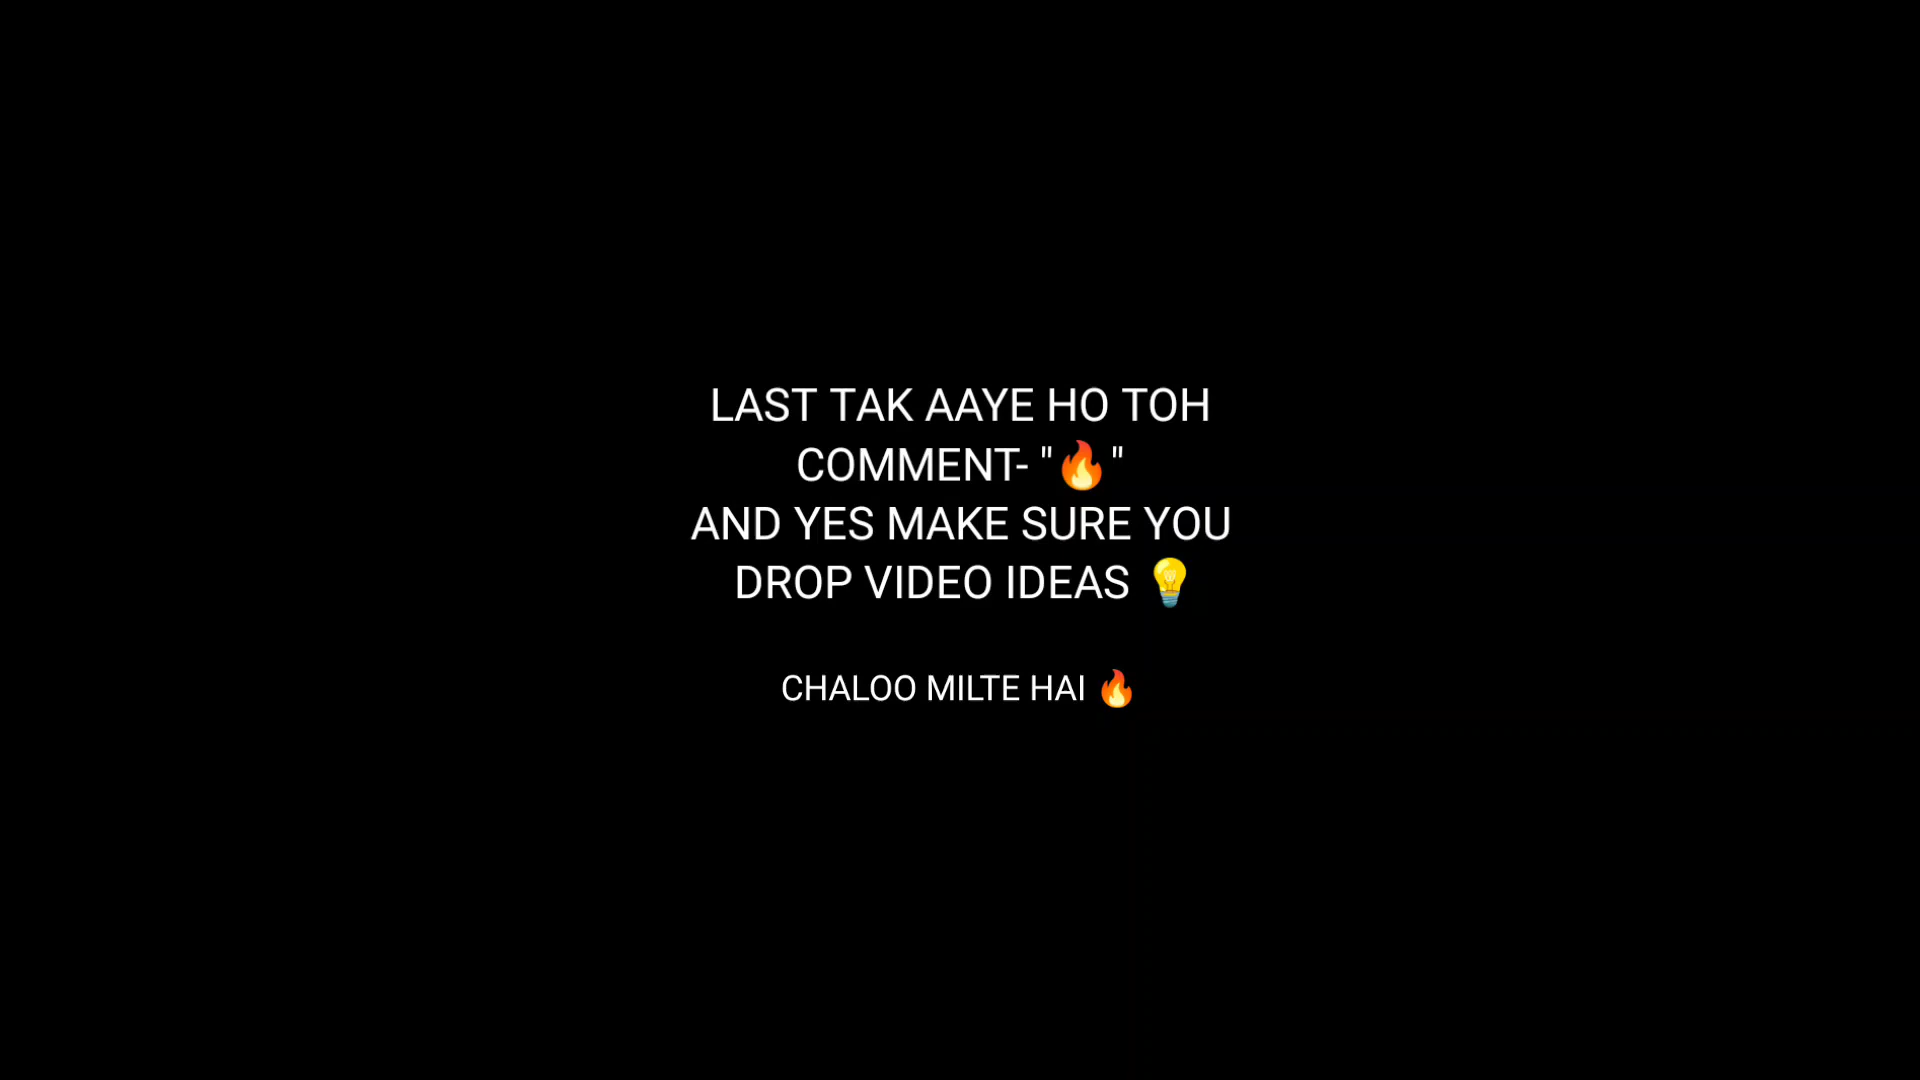 LAST TAK AAYE HO TOH
COMMENT- "🔥"
AND YES MAKE SURE YOU
DROP VIDEO IDEAS 💡
CHALOO MILTE HAI 🔥